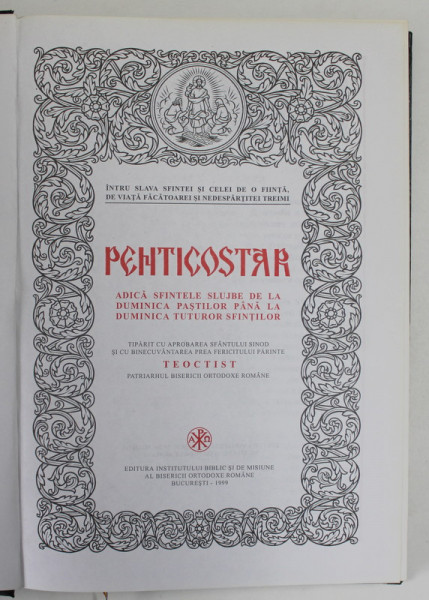 ÎNTRU SLAVA SFINTEI ȘI CELEI DE O FIINȚĂ,
DE VIAȚĂ FĂCĂTOAREI ȘI NEDESPĂRȚITEI TREIMI
PENTICOSTAR
ADICĂ SFINTELE SLUJBE DE LA
DUMINICA PAȘTILOR PÂNĂ LA
DUMINICA TUTUROR SFINȚILOR
TIPĂRIT CU APROBAREA SFÂNTULUI SINOD
ȘI CU BISECUVÂNTAREA PREA FERICITULUI PĂRINTE
TEOCTIST
PATRIARHUL BISERICII ORTODOXE ROMÂNE
Α Ω
EDITURA INSTITUTULUI BIBLIC ȘI DE MISIUNE
AL BISERICII ORTODOXE ROMÂNE
BUCUREȘTI - 1999